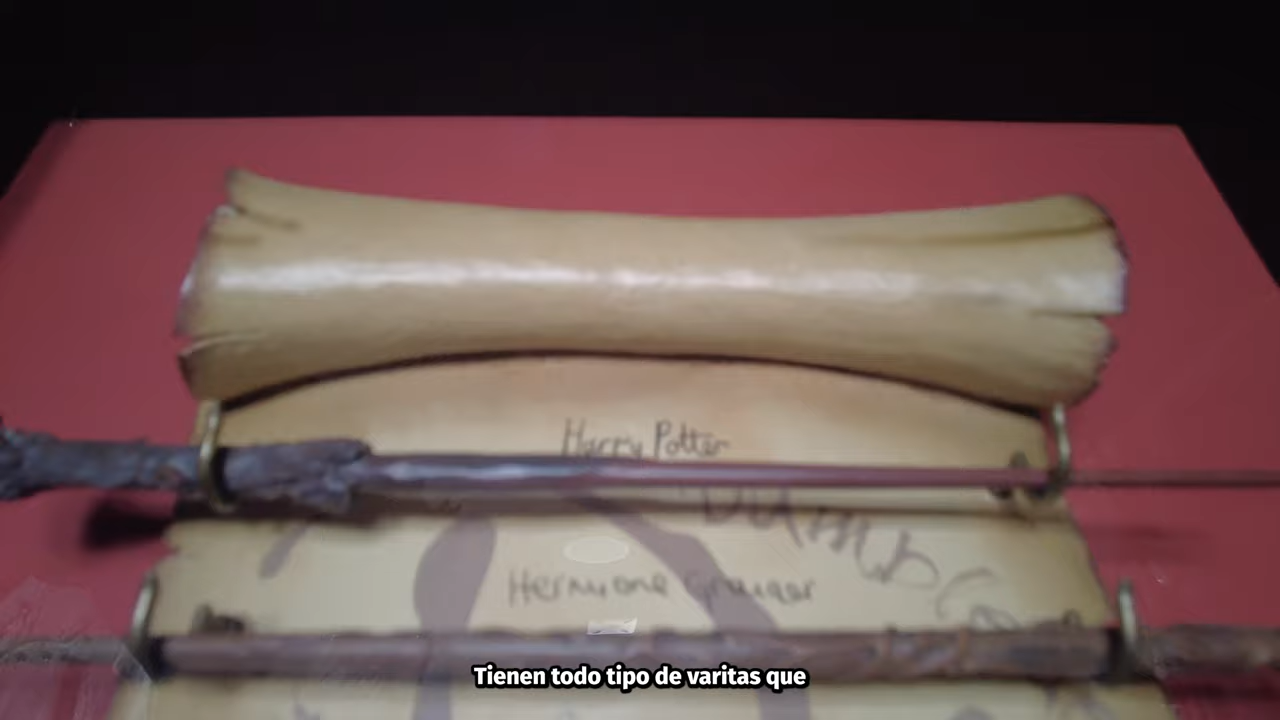 Harry Potter
Hermione Granger
Tienen todo tipo de varitas que